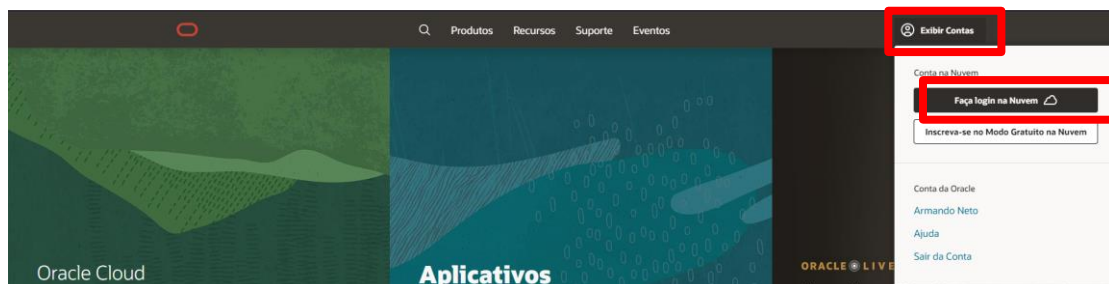 Produtos Recursos Suporte Eventos
Exibir Contas
Conta na Nuvem
Faça login na Nuvem
Inscreva-se no Modo Gratuito na Nuvem
Conta da Oracle
Armando Neto
Ajuda
Sair da Conta
Oracle Cloud
Aplicativos
ORACLE LIVE